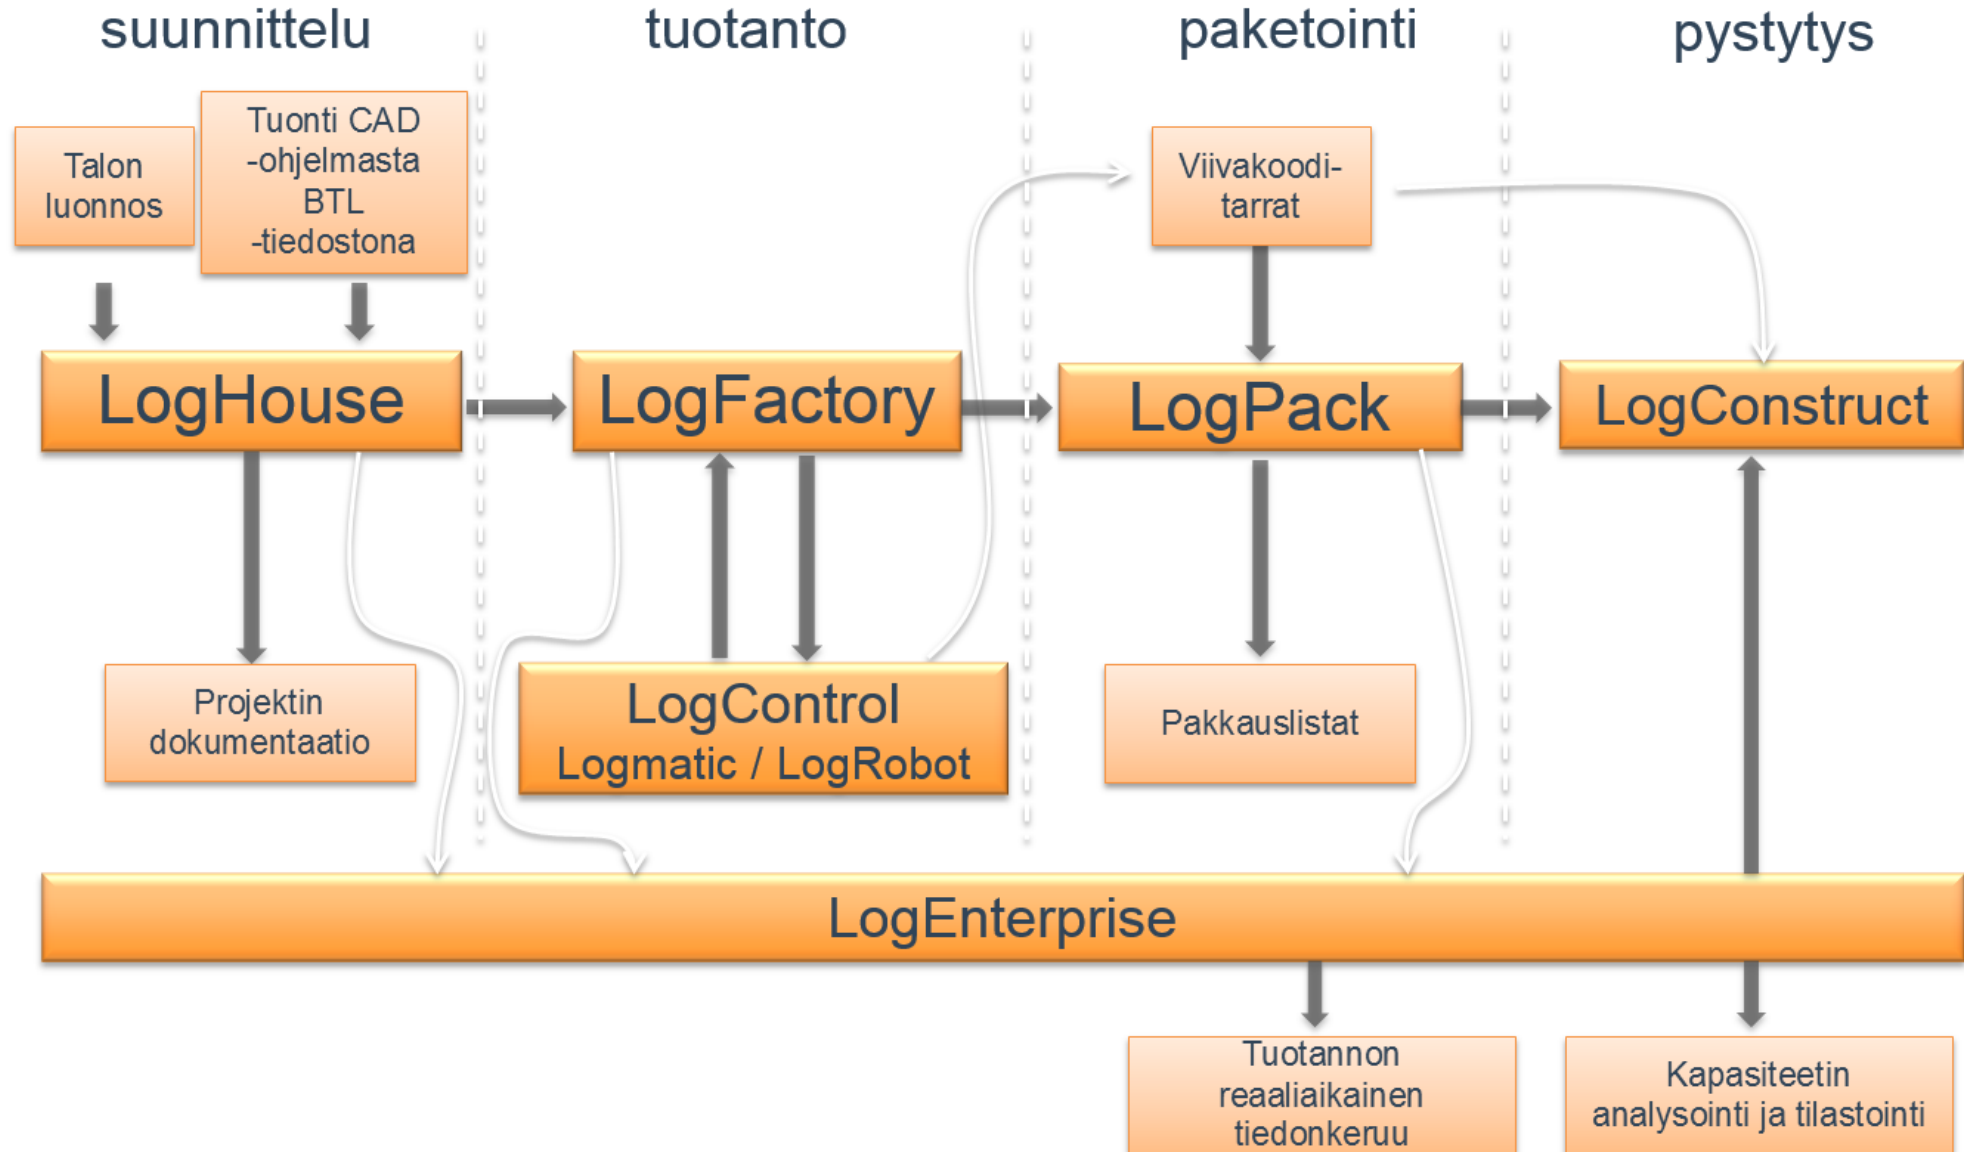 suunnittelu
tuotanto
paketointi
pystytys
Talon
luonnos
Tuonti CAD
-ohjelmasta
BTL
-tiedostona
Viivakoodi-
tarrat
LogHouse
LogFactory
LogPack
LogConstruct
Projektin
dokumentaatio
LogControl
Logmatic / LogRobot
Pakkauslistat
LogEnterprise
Tuotannon
reaaliaikainen
tiedonkeruu
Kapasiteetin
analysointi ja tilastointi